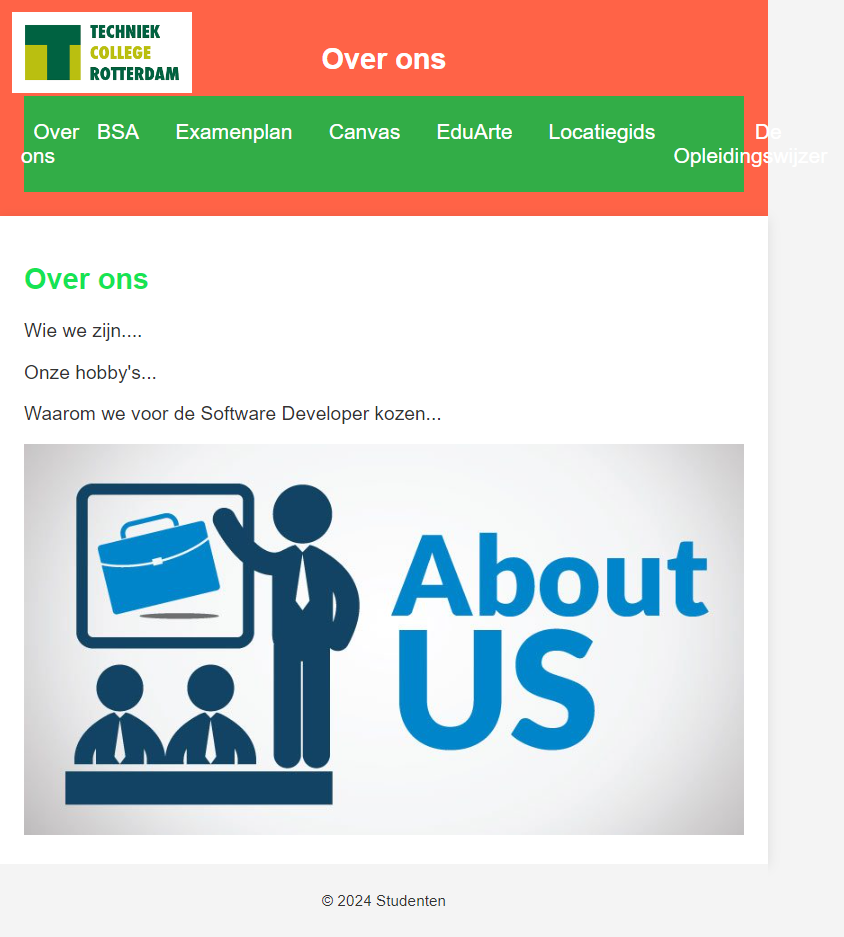 TECHNIEK
COLLEGE
ROTTERDAM
Over ons
Over ons
BSA
Examenplan
Canvas
EduArte
Locatiegids
De Opleidingswijzer
Over ons
Wie we zijn....
Onze hobby's...
Waarom we voor de Software Developer kozen...
About
US
© 2024 Studenten